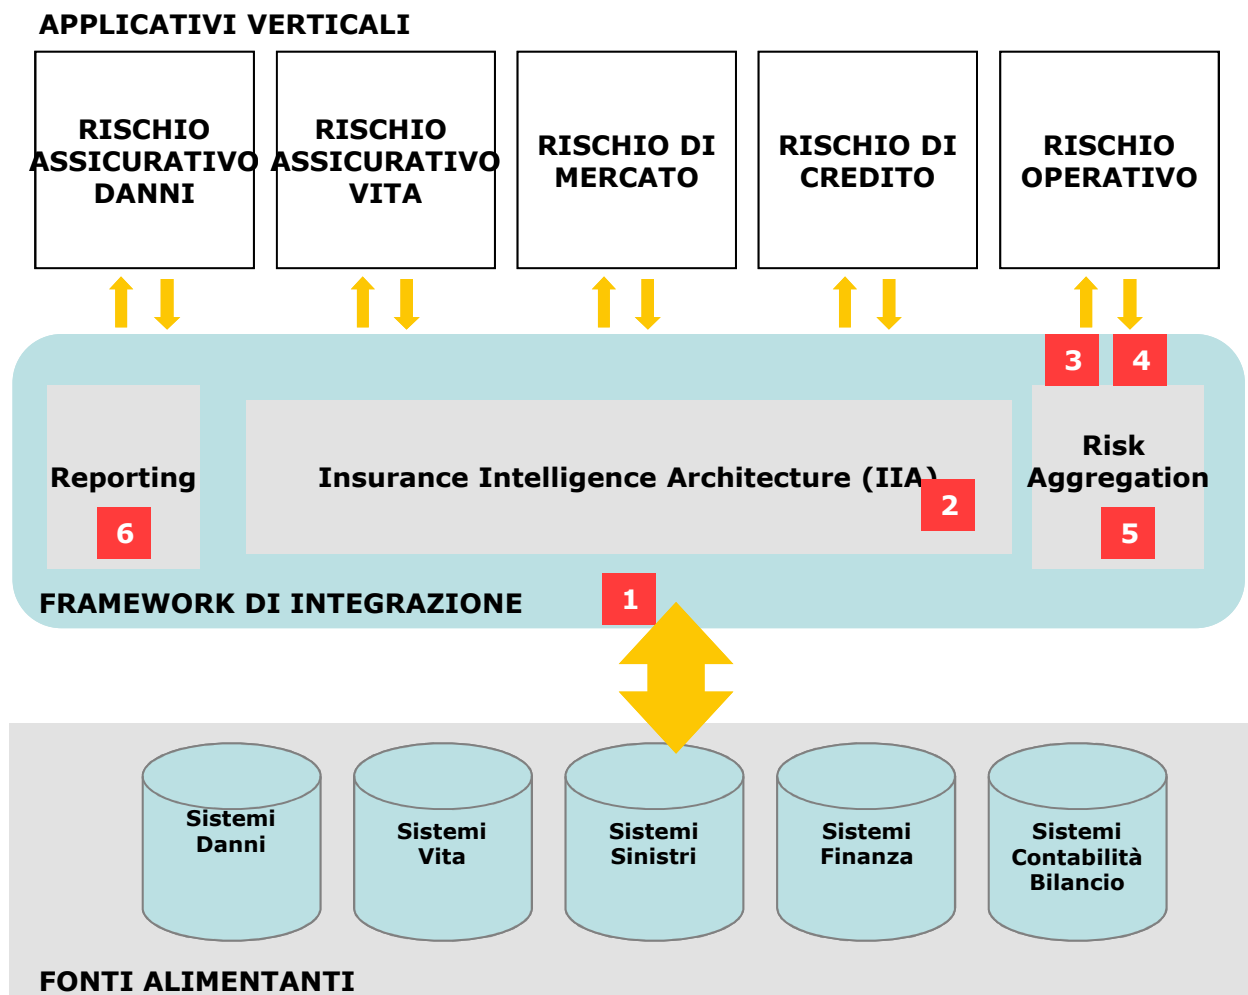 APPLICATIVI VERTICALI
RISCHIO
ASSICURATIVO
DANNI
RISCHIO
ASSICURATIVO
VITA
RISCHIO DI
MERCATO
RISCHIO DI
CREDITO
RISCHIO
OPERATIVO
3
4
Reporting
6
Insurance Intelligence Architecture (IIA)
2
Risk
Aggregation
5
FRAMEWORK DI INTEGRAZIONE
1
Sistemi
Danni
Sistemi
Vita
Sistemi
Sinistri
Sistemi
Finanza
Sistemi
Contabilità
Bilancio
FONTI ALIMENTANTI